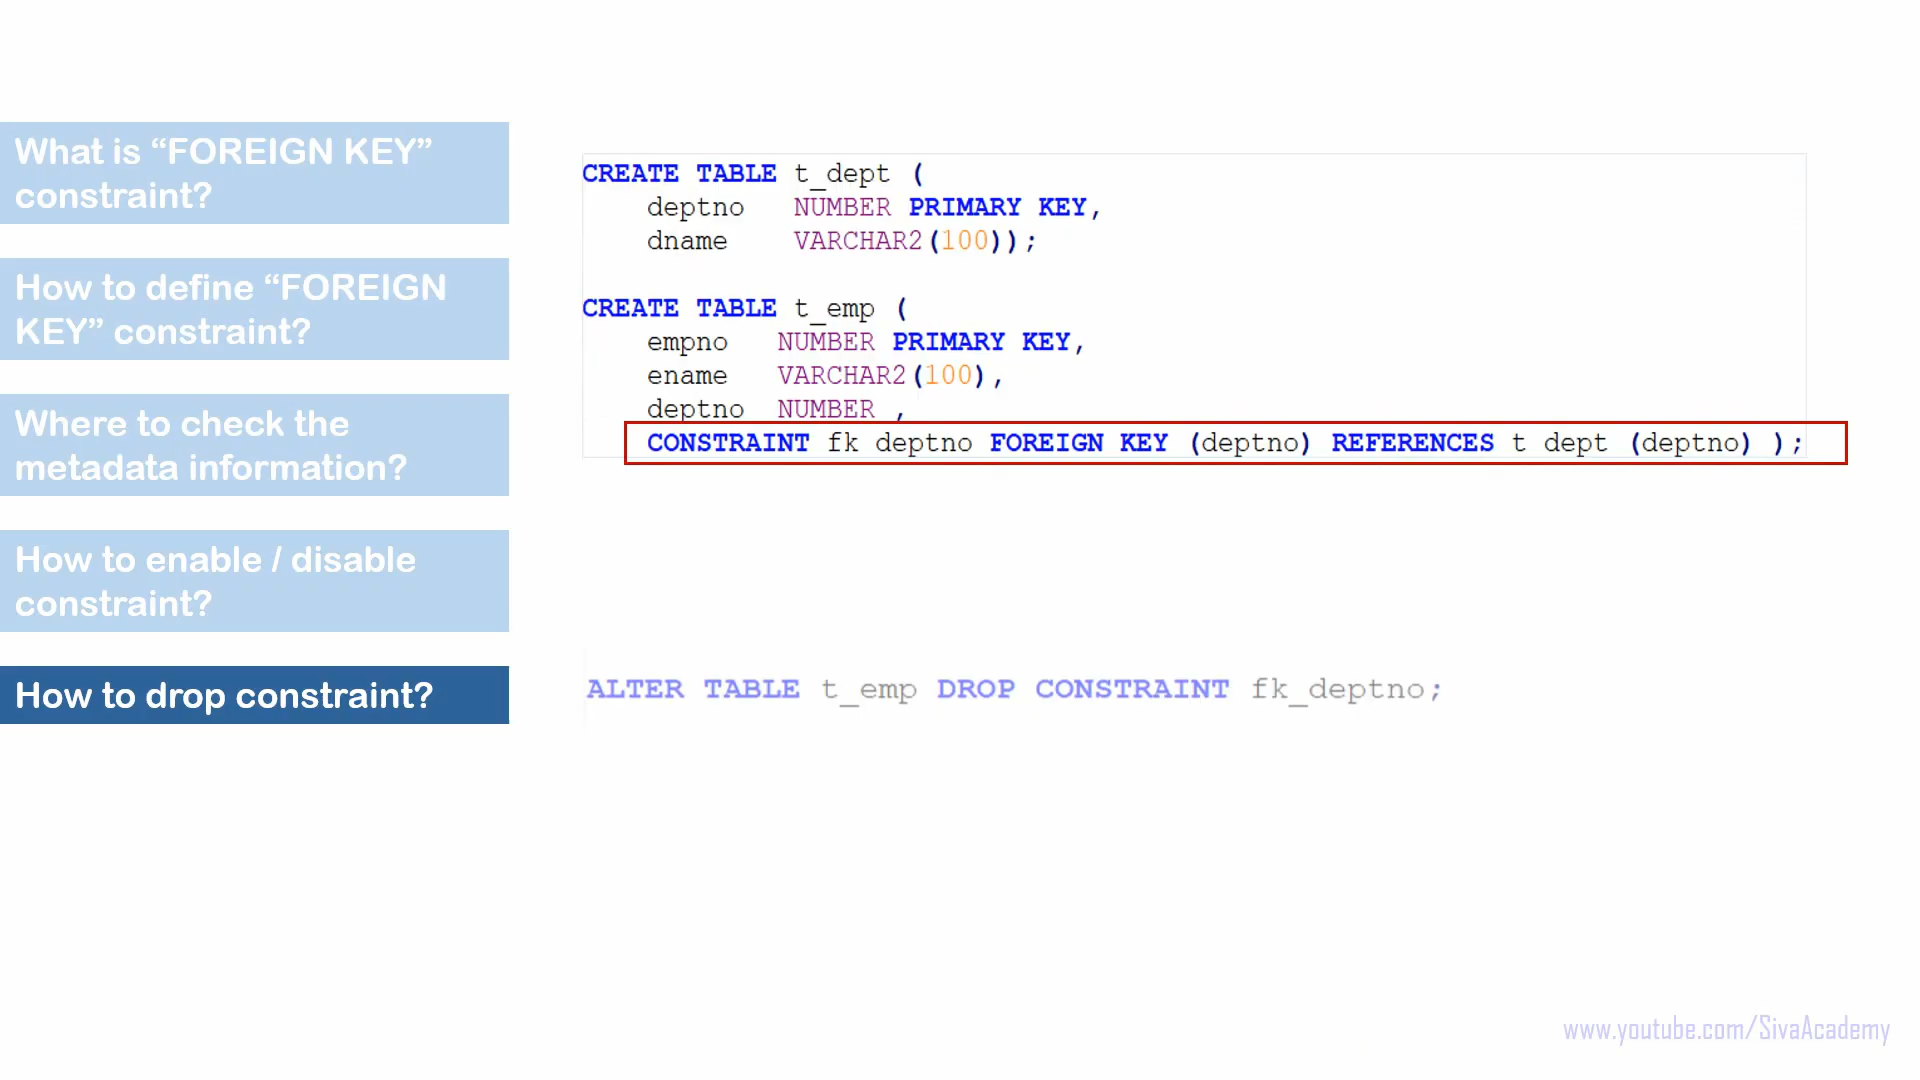 What is “FOREIGN KEY”
constraint?
How to define “FOREIGN
KEY” constraint?
Where to check the
metadata information?
How to enable / disable
constraint?
How to drop constraint?
CREATE TABLE t_dept (
deptno NUMBER PRIMARY KEY,
dname VARCHAR2(100));
CREATE TABLE t_emp (
empno NUMBER PRIMARY KEY,
ename VARCHAR2(100),
deptno NUMBER ,
CONSTRAINT fk deptno FOREIGN KEY (deptno) REFERENCES t dept (deptno) );
ALTER TABLE t_emp DROP CONSTRAINT fk_deptno;
www.youtube.com/SivaAcademy